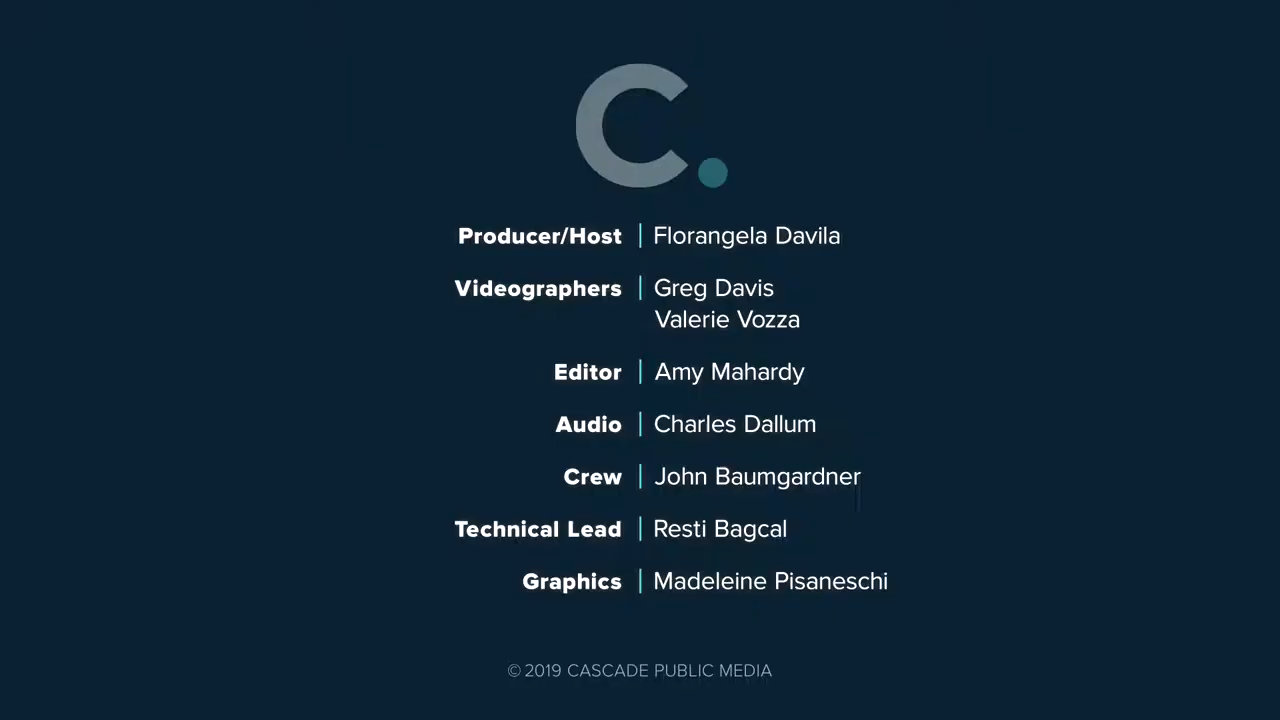 C.
Producer/Host | Florangela Davila
Videographers | Greg Davis
Valerie Vozza
Editor | Amy Mahardy
Audio | Charles Dallum
Crew | John Baumgardner
Technical Lead | Resti Bagcal
Graphics | Madeleine Pisaneschi
© 2019 CASCADE PUBLIC MEDIA